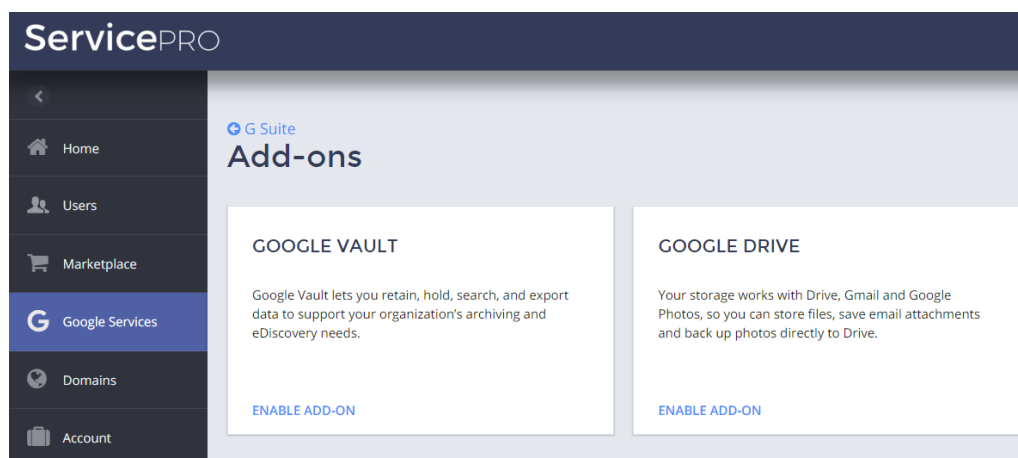 ServicePRO
Home
Users
Marketplace
Google Services
Domains
Account
G Suite
Add-ons
GOOGLE VAULT
Google Vault lets you retain, hold, search, and export
data to support your organization’s archiving and
eDiscovery needs.
ENABLE ADD-ON
GOOGLE DRIVE
Your storage works with Drive, Gmail and Google
Photos, so you can store files, save email attachments
and back up photos directly to Drive.
ENABLE ADD-ON